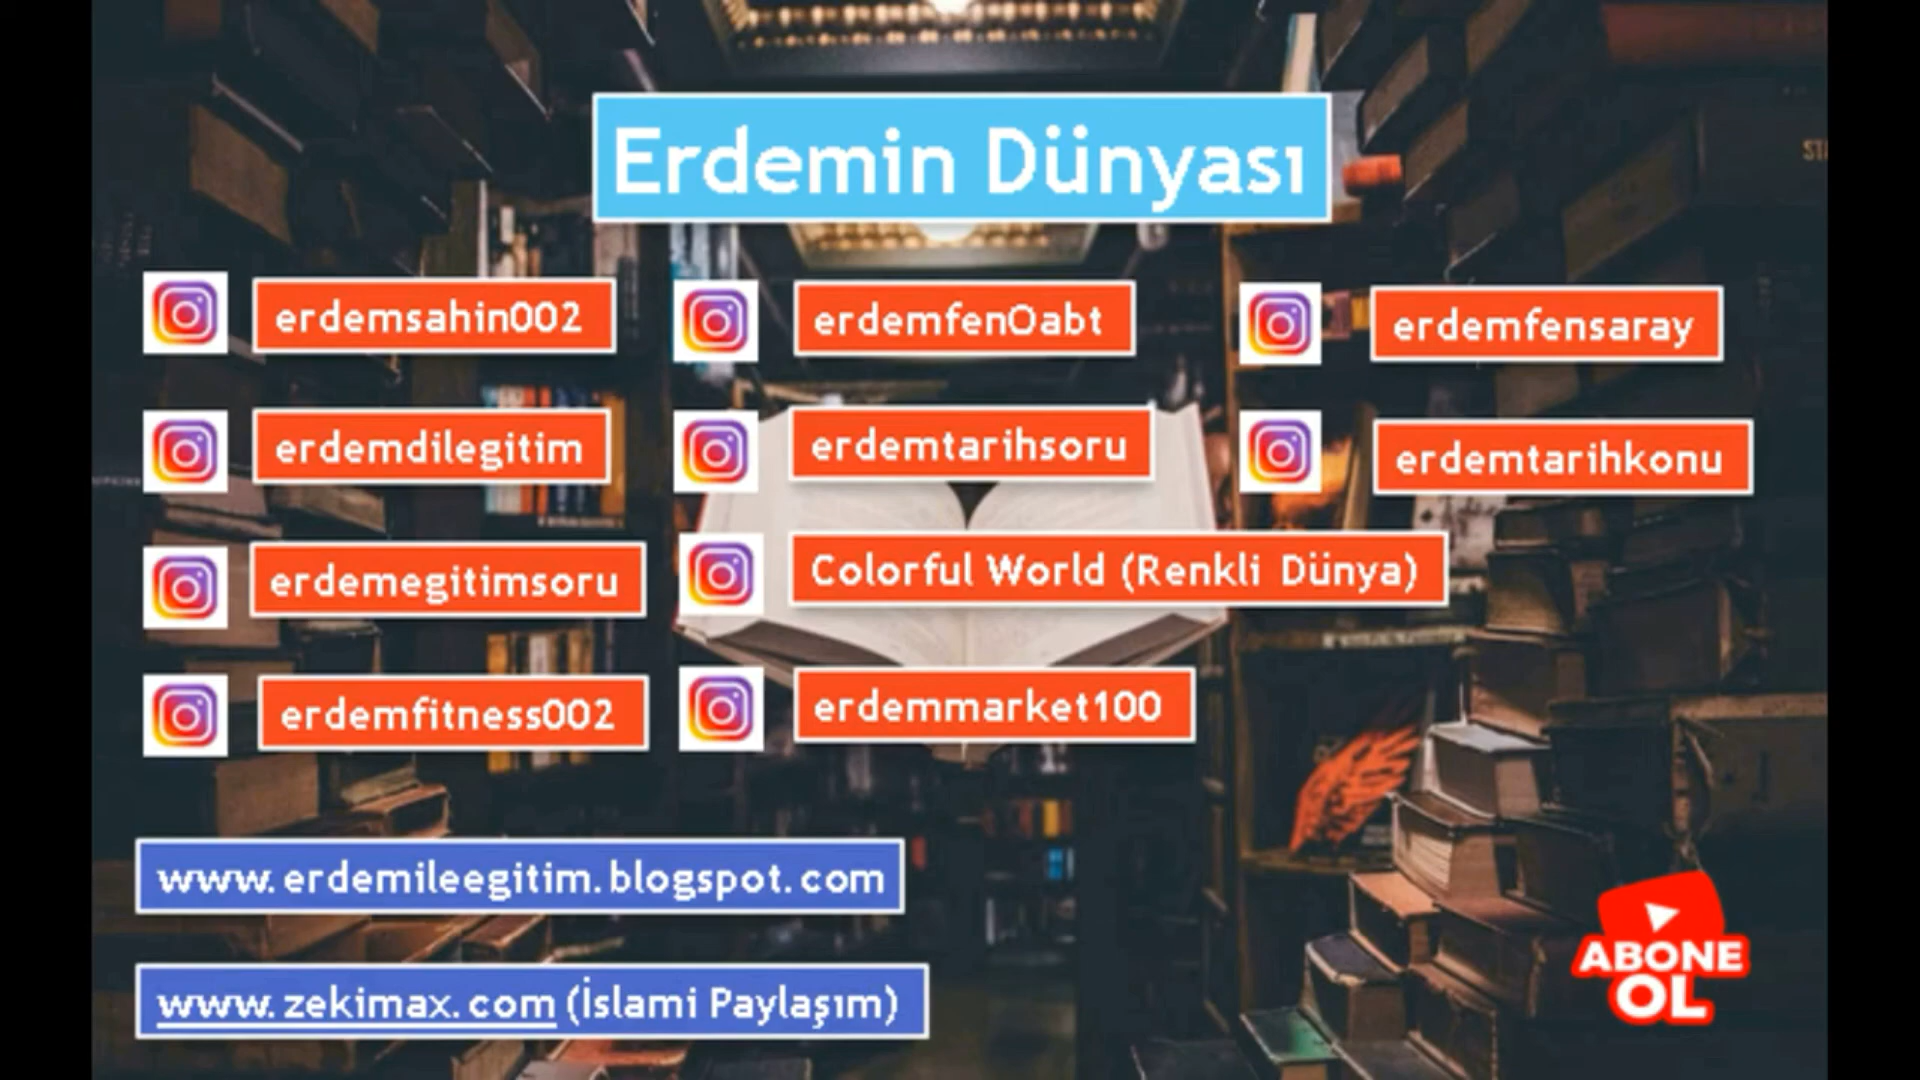 Erdemin Dünyası
erdemsahin002
erdemfenOabt
erdemfensaray
erdemdilegitim
erdemtarihsoru
erdemtarihkonu
erdemegitimsoru
Colorful World (Renkli Dünya)
erdemfitness002
erdemmarket100
www.erdemileegitim.blogspot.com
www.zekimax.com (İslami Paylaşım)
ABONE
OL